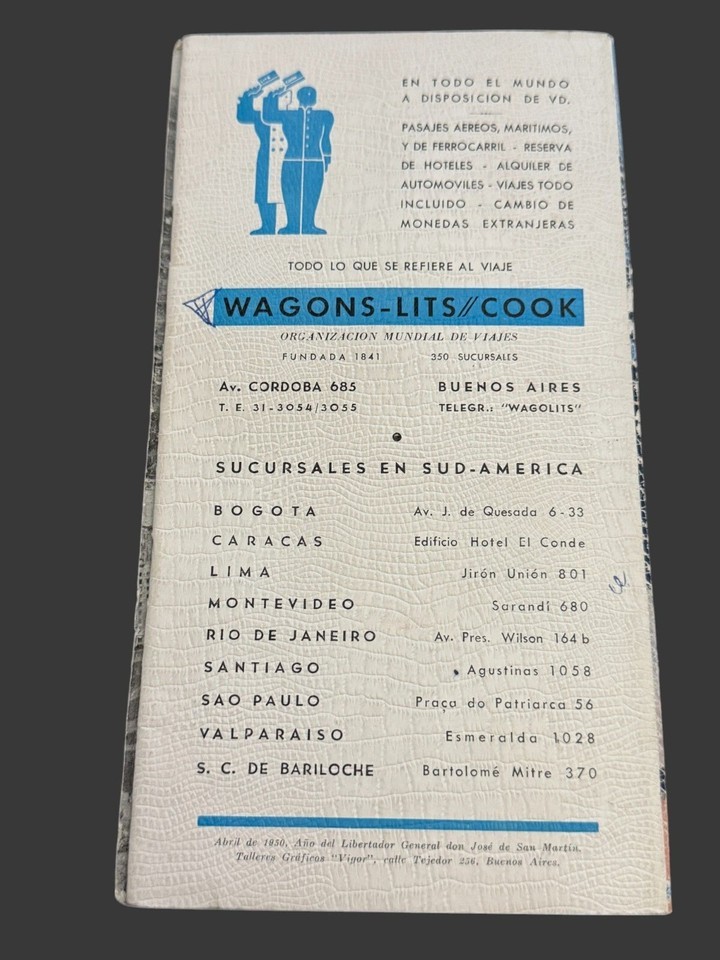 EN TODO EL MUNDO
A DISPOSICIÓN DE VD.
PASAJES AEREOS, MARITIMOS,
Y DE FERROCARRIL - RESERVA
DE HOTELES - ALQUILER DE
AUTOMOVILES - VIAJES TODO
INCLUIDO - CAMBIO DE
MONEDAS EXTRANJERAS
TODO LO QUE SE REFIERE AL VIAJE
WAGONS-LITS//COOK
ORGANIZACION MUNDIAL DE VIAJES
FUNDADA 1841 350 SUCURSALES
Av. CORDOBA 685 BUENOS AIRES
T. E. 31-3054/3055 TELEGR.: "WAGOLITS"
SUCURSALES EN SUD-AMERICA
BOGOTA Av. J. de Quesada 6-33
CARACAS Edificio Hotel El Conde
LIMA Jirón Unión 801
MONTEVIDEO Sarandí 680
RIO DE JANEIRO Av. Pres. Wilson 164 b
SANTIAGO Agustinas 1058
SAO PAULO Praça do Patriarca 56
VALPARAISO Esmeralda 1028
S. C. DE BARILOCHE Bartolomé Mitre 370
Abril de 1950, Año del Libertador General don José de San Martín.
Talleres Gráficos "Vigor", calle Tejedor 256, Buenos Aires.